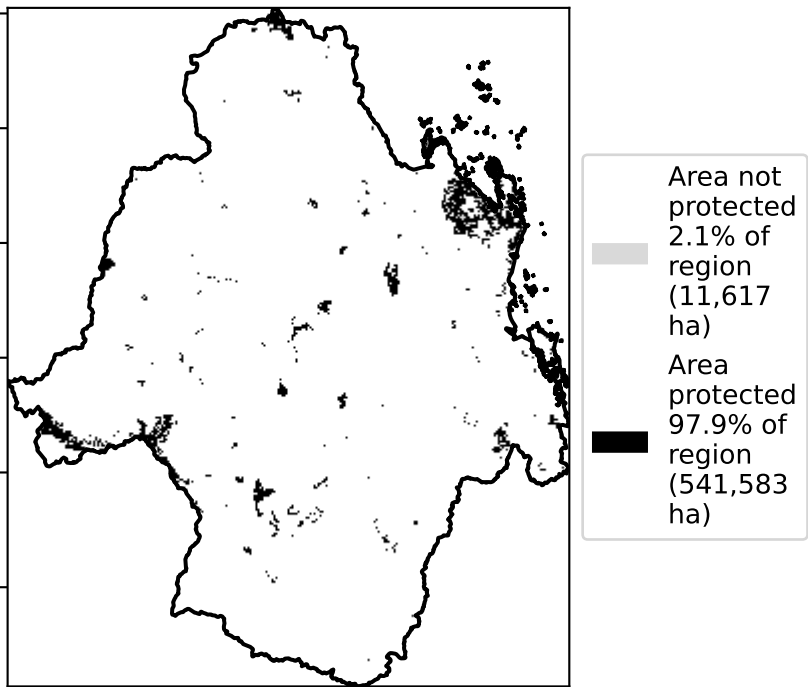 Area not
protected
2.1% of
region
(11,617
ha)
Area
protected
97.9% of
region
(541,583
ha)